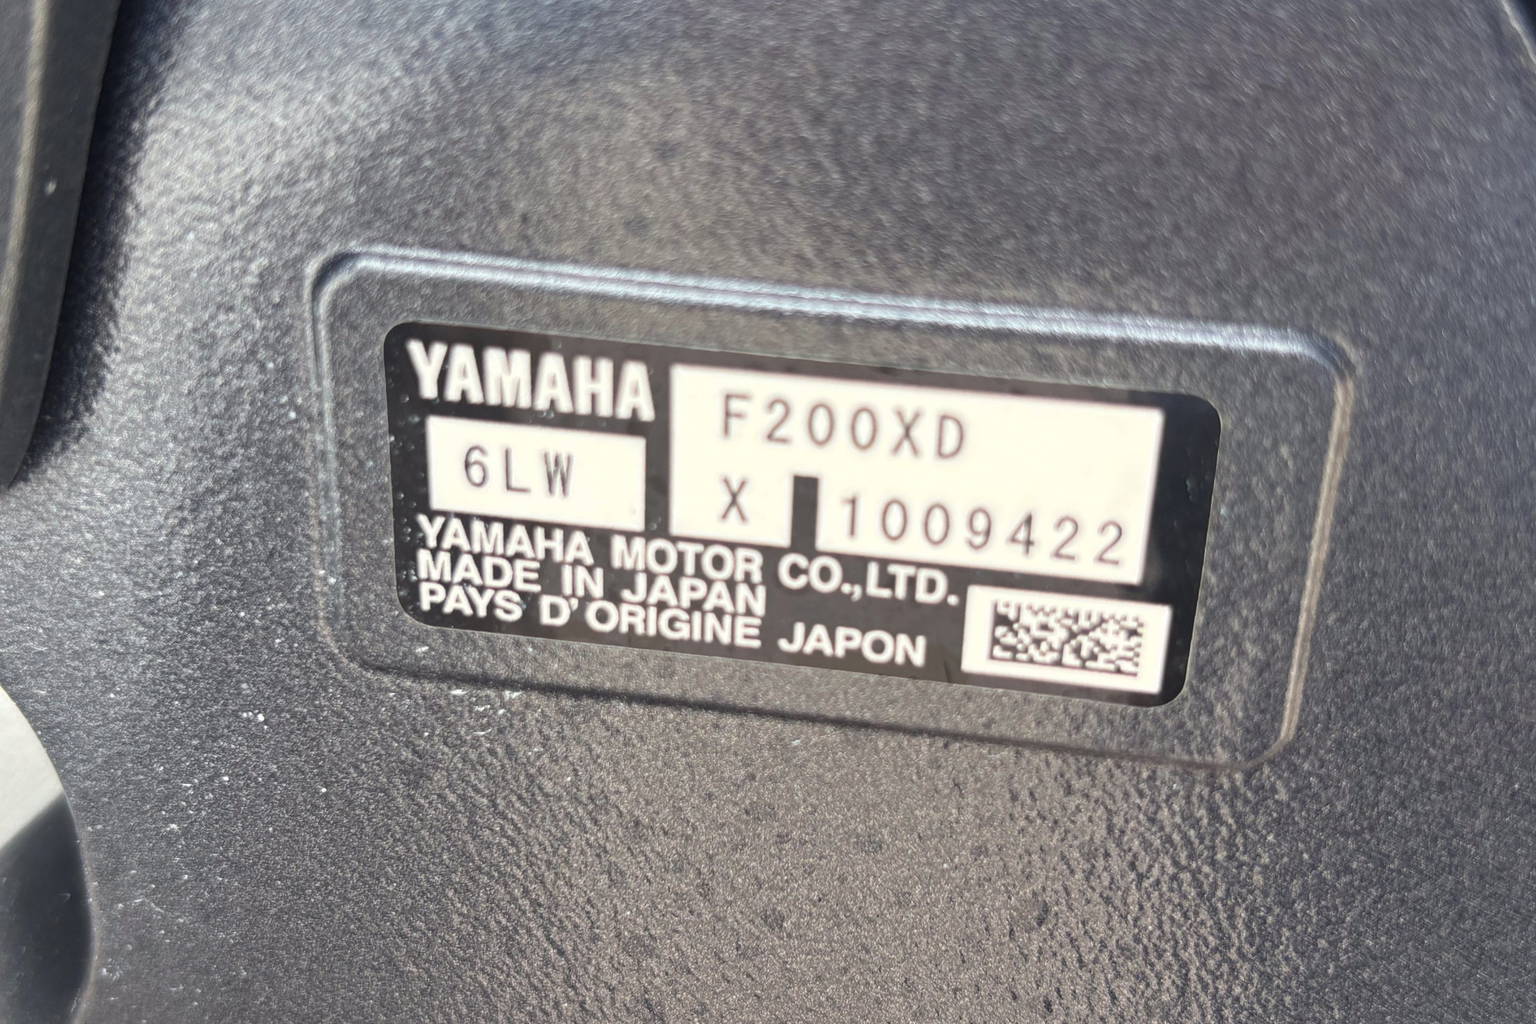 YAMAHA
F200XD
6LW
X 1009422
YAMAHA MOTOR CO.,LTD.
MADE IN JAPAN
PAYS D'ORIGINE JAPON